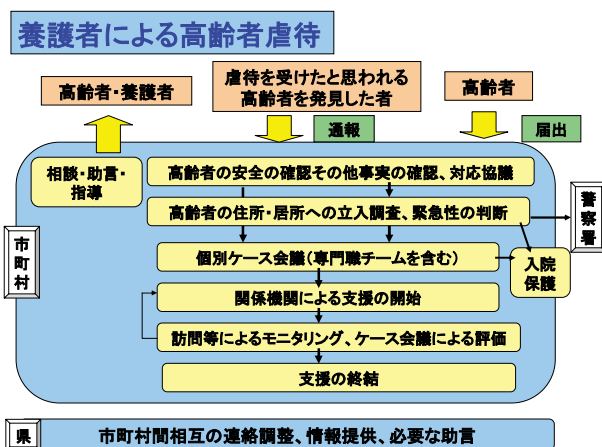 養護者による高齢者虐待
高齢者・養護者
虐待を受けたと思われる
高齢者を発見した者
高齢者
通報
届出
相談・助言・
指導
高齢者の安全の確認その他事実の確認、対応協議
高齢者の住所・居所への立入調査、緊急性の判断
警察署
市町村
個別ケース会議(専門職チームを含む)
入院
保護
関係機関による支援の開始
訪問等によるモニタリング、ケース会議による評価
支援の終結
県
市町村間相互の連絡調整、情報提供、必要な助言